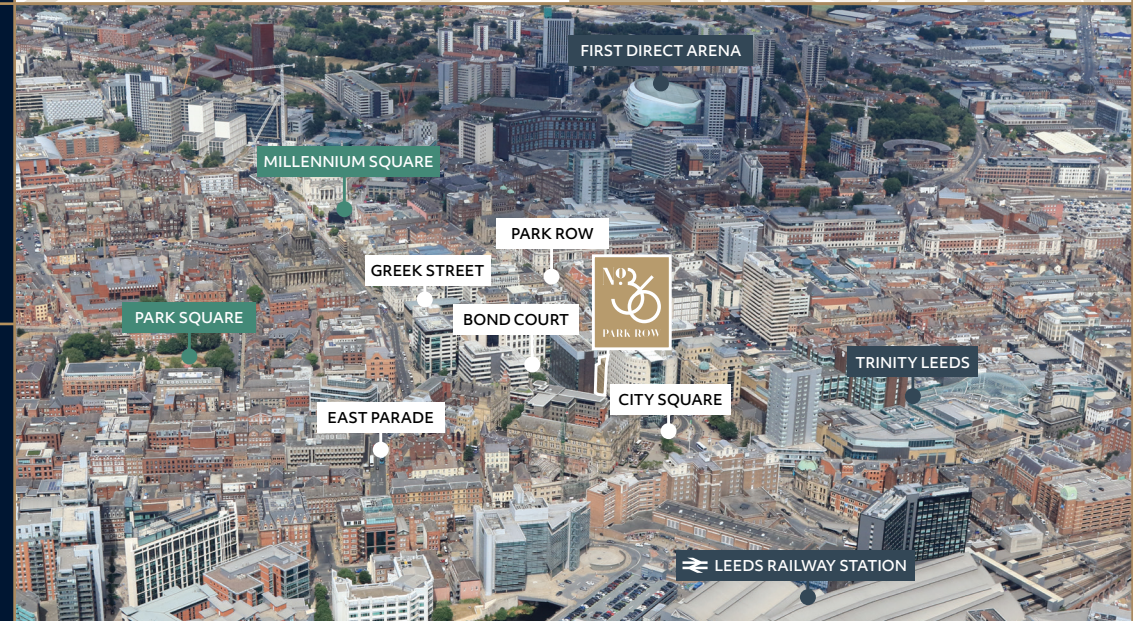 FIRST DIRECT ARENA
MILLENNIUM SQUARE
PARK ROW
GREEK STREET
No.
36
PARK ROW
PARK SQUARE
BOND COURT
TRINITY LEEDS
CITY SQUARE
EAST PARADE
LEEDS RAILWAY STATION